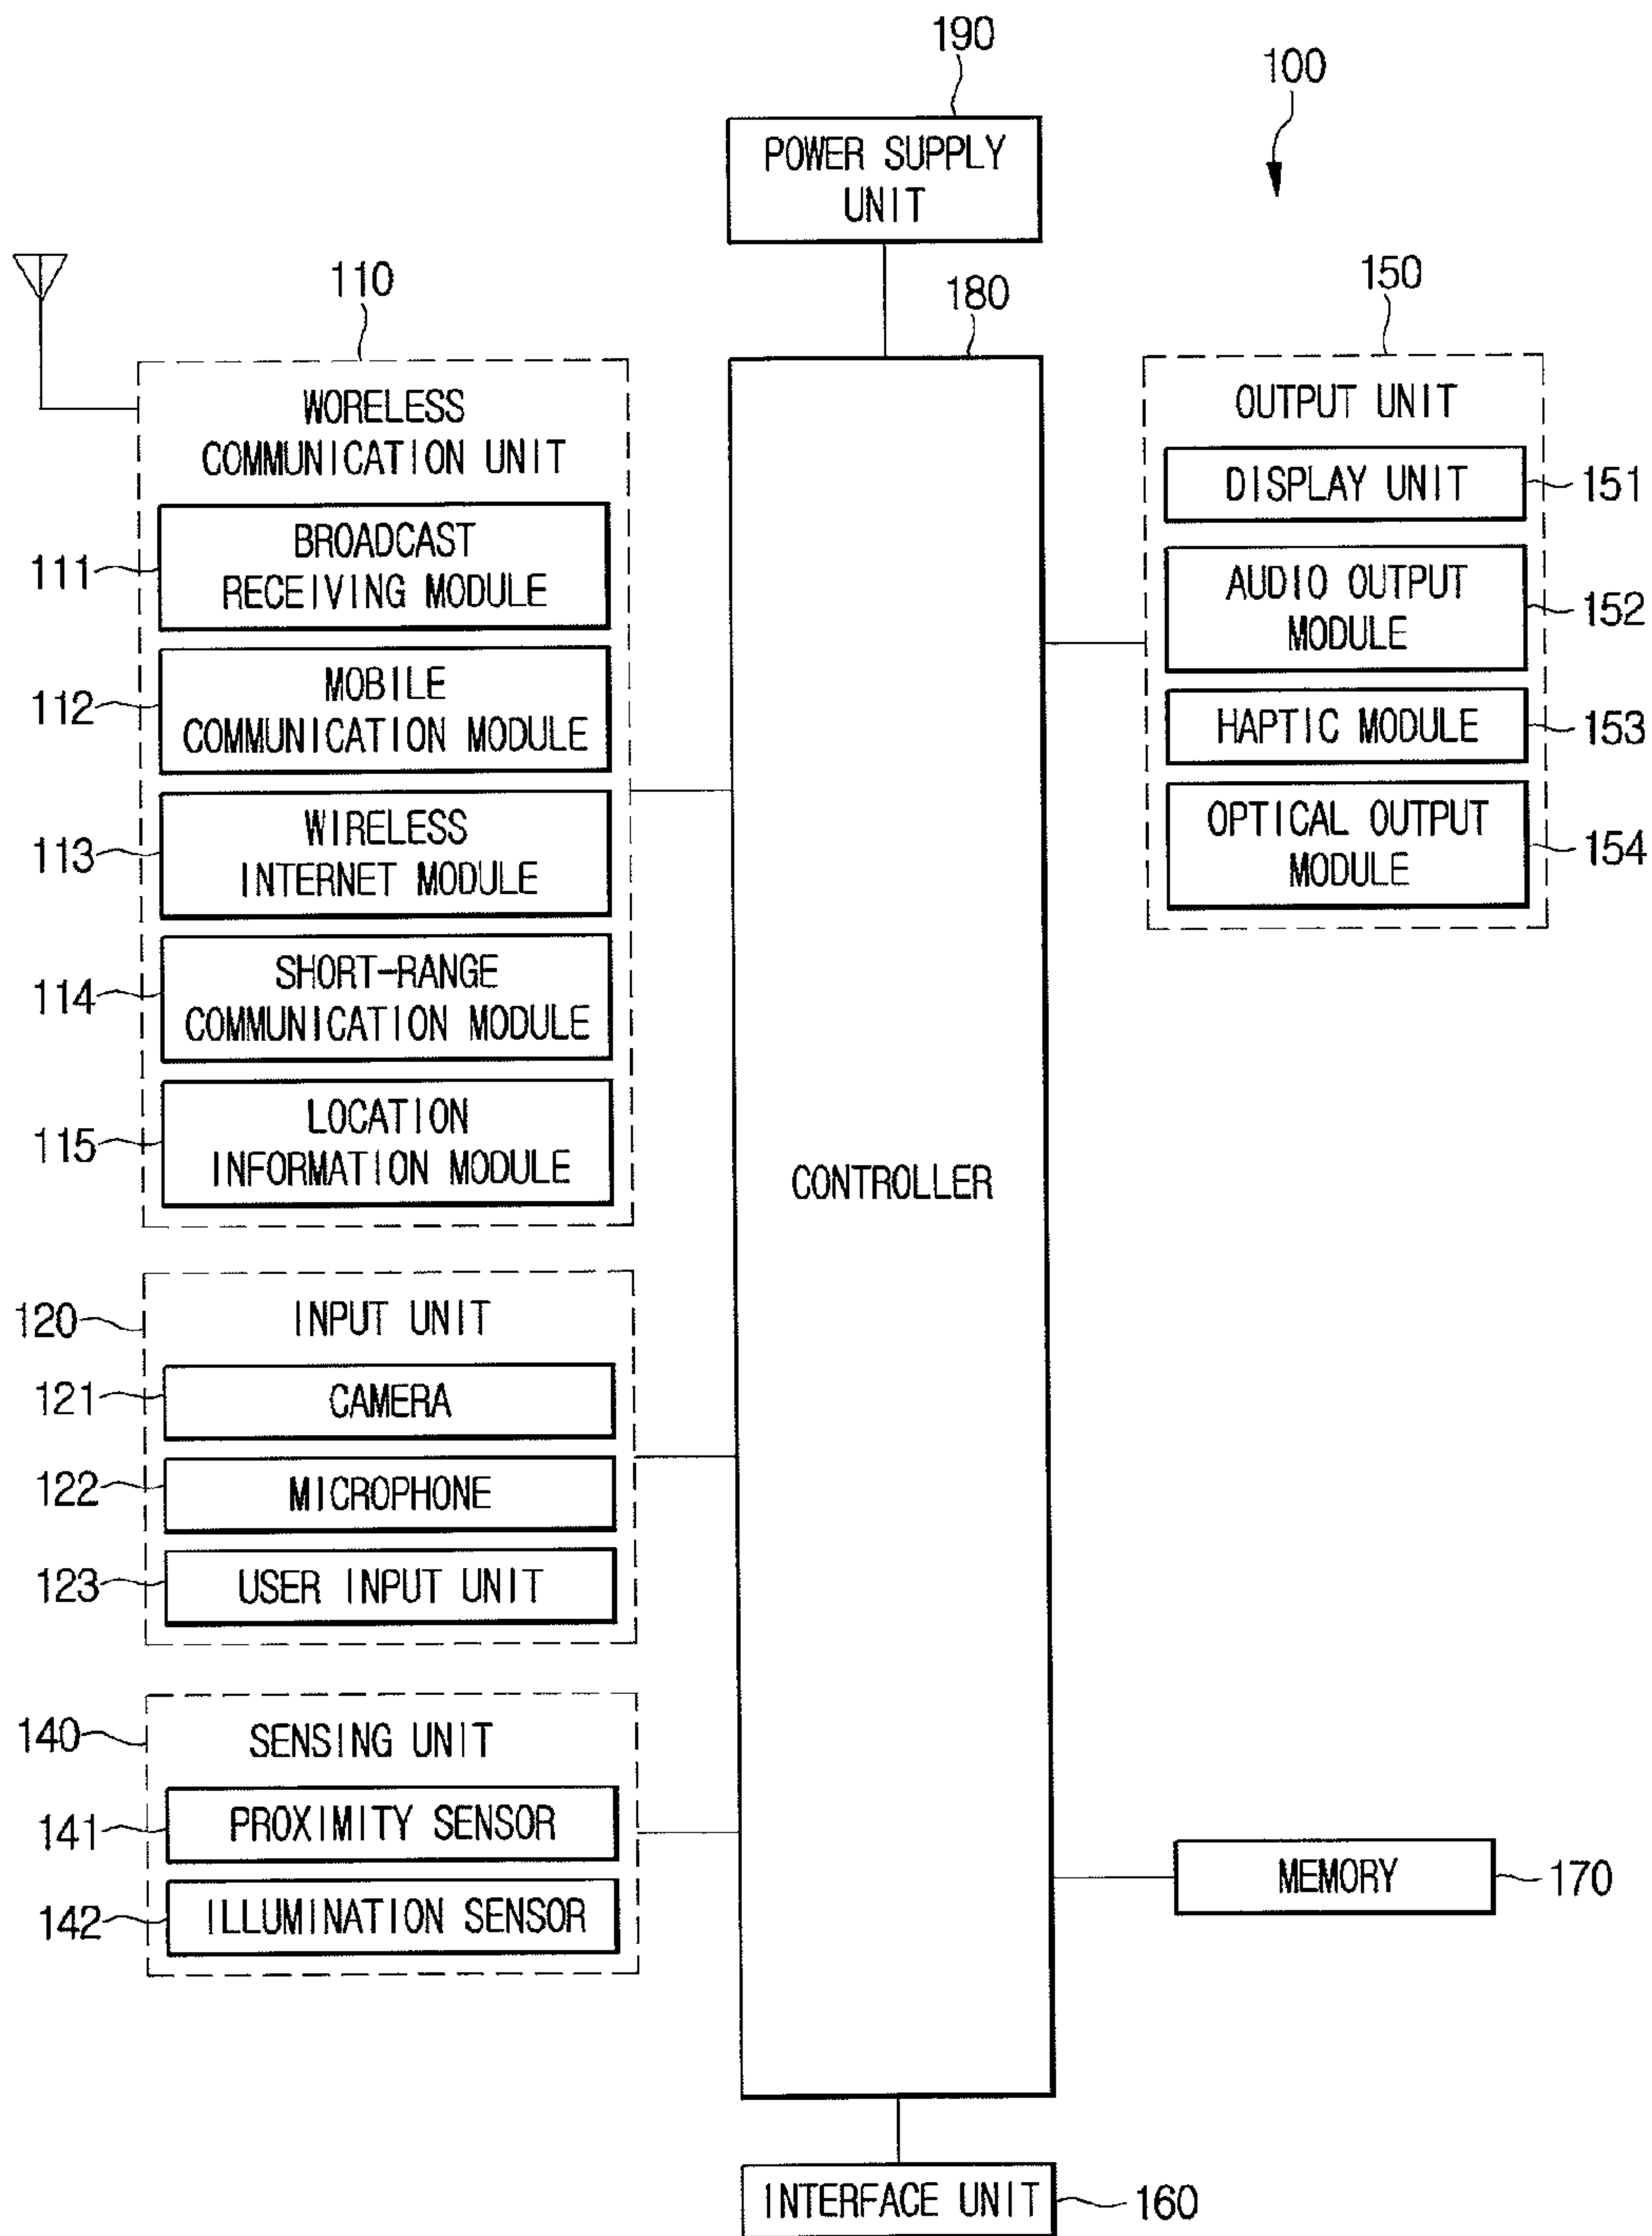 190
100
POWER SUPPLY
UNIT
110
180
150
WORELESS
COMMUNICATION UNIT
111
BROADCAST
RECEIVING MODULE
112
MOBILE
COMMUNICATION MODULE
113
WIRELESS
INTERNET MODULE
114
SHORT-RANGE
COMMUNICATION MODULE
115
LOCATION
INFORMATION MODULE
120
INPUT UNIT
121
CAMERA
122
MICROPHONE
123
USER INPUT UNIT
140
SENSING UNIT
141
PROXIMITY SENSOR
142
ILLUMINATION SENSOR
CONTROLLER
OUTPUT UNIT
DISPLAY UNIT
151
AUDIO OUTPUT
MODULE
152
HAPTIC MODULE
153
OPTICAL OUTPUT
MODULE
154
MEMORY
170
INTERFACE UNIT
160